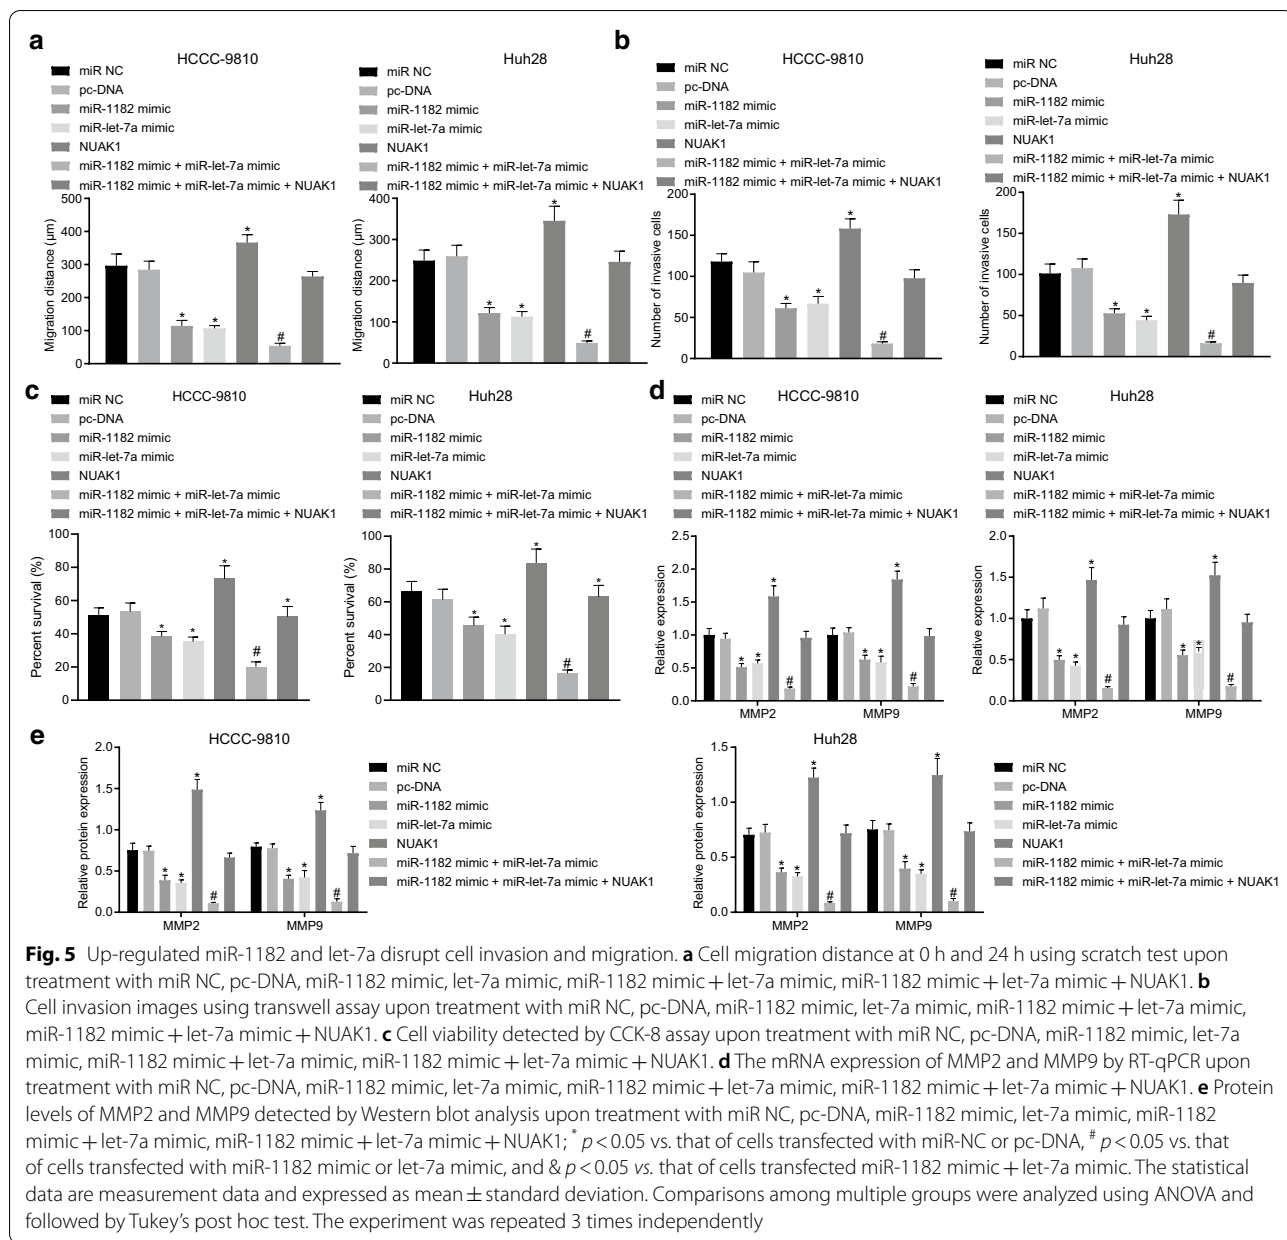 a
HCCC-9810
miR NC
pc-DNA
miR-1182 mimic
miR-let-7a mimic
NUAK1
miR-1182 mimic + miR-let-7a mimic
miR-1182 mimic + miR-let-7a mimic + NUAK1
Migration distance (μm)
500
400
300
200
100
0
* * * #
Huh28
miR NC
pc-DNA
miR-1182 mimic
miR-let-7a mimic
NUAK1
miR-1182 mimic + miR-let-7a mimic
miR-1182 mimic + miR-let-7a mimic + NUAK1
Migration distance (μm)
400
300
200
100
0
* * * #
b
HCCC-9810
miR NC
pc-DNA
miR-1182 mimic
miR-let-7a mimic
NUAK1
miR-1182 mimic + miR-let-7a mimic
miR-1182 mimic + miR-let-7a mimic + NUAK1
Number of invasive cells
200
150
100
50
0
* * * #
Huh28
miR NC
pc-DNA
miR-1182 mimic
miR-let-7a mimic
NUAK1
miR-1182 mimic + miR-let-7a mimic
miR-1182 mimic + miR-let-7a mimic + NUAK1
Number of invasive cells
200
150
100
50
0
* * * #
c
HCCC-9810
miR NC
pc-DNA
miR-1182 mimic
miR-let-7a mimic
NUAK1
miR-1182 mimic + miR-let-7a mimic
miR-1182 mimic + miR-let-7a mimic + NUAK1
Percent survival (%)
100
80
60
40
20
0
* * * # *
Huh28
miR NC
pc-DNA
miR-1182 mimic
miR-let-7a mimic
NUAK1
miR-1182 mimic + miR-let-7a mimic
miR-1182 mimic + miR-let-7a mimic + NUAK1
Percent survival (%)
100
80
60
40
20
0
* * * # *
d
HCCC-9810
miR NC
pc-DNA
miR-1182 mimic
miR-let-7a mimic
NUAK1
miR-1182 mimic + miR-let-7a mimic
miR-1182 mimic + miR-let-7a mimic + NUAK1
Relative expression
2.5
2.0
1.5
1.0
0.5
0.0
* * * # * * * #
MMP2 MMP9
Huh28
miR NC
pc-DNA
miR-1182 mimic
miR-let-7a mimic
NUAK1
miR-1182 mimic + miR-let-7a mimic
miR-1182 mimic + miR-let-7a mimic + NUAK1
Relative expression
2.0
1.5
1.0
0.5
0.0
* * * # * * * #
MMP2 MMP9
e
HCCC-9810
Relative protein expression
2.0
1.5
1.0
0.5
0.0
* * * # * * * #
MMP2 MMP9
miR NC
pc-DNA
miR-1182 mimic
miR-let-7a mimic
NUAK1
miR-1182 mimic + miR-let-7a mimic
miR-1182 mimic + miR-let-7a mimic + NUAK1
Huh28
Relative protein expression
1.5
1.0
0.5
0.0
* * * # * * * #
MMP2 MMP9
miR NC
pc-DNA
miR-1182 mimic
miR-let-7a mimic
NUAK1
miR-1182 mimic + miR-let-7a mimic
miR-1182 mimic + miR-let-7a mimic + NUAK1
Fig. 5 Up-regulated miR-1182 and let-7a disrupt cell invasion and migration. a Cell migration distance at 0 h and 24 h using scratch test upon
treatment with miR NC, pc-DNA, miR-1182 mimic, let-7a mimic, miR-1182 mimic + let-7a mimic, miR-1182 mimic + let-7a mimic + NUAK1. b
Cell invasion images using transwell assay upon treatment with miR NC, pc-DNA, miR-1182 mimic, let-7a mimic, miR-1182 mimic + let-7a mimic,
miR-1182 mimic + let-7a mimic + NUAK1. c Cell viability detected by CCK-8 assay upon treatment with miR NC, pc-DNA, miR-1182 mimic, let-7a
mimic, miR-1182 mimic + let-7a mimic, miR-1182 mimic + let-7a mimic + NUAK1. d The mRNA expression of MMP2 and MMP9 by RT-qPCR upon
treatment with miR NC, pc-DNA, miR-1182 mimic, let-7a mimic, miR-1182 mimic + let-7a mimic, miR-1182 mimic + let-7a mimic + NUAK1. e Protein
levels of MMP2 and MMP9 detected by Western blot analysis upon treatment with miR NC, pc-DNA, miR-1182 mimic, let-7a mimic, miR-1182
mimic + let-7a mimic, miR-1182 mimic + let-7a mimic + NUAK1; * p < 0.05 vs. that of cells transfected with miR-NC or pc-DNA, # p < 0.05 vs. that
of cells transfected with miR-1182 mimic or let-7a mimic, and & p < 0.05 vs. that of cells transfected miR-1182 mimic + let-7a mimic. The statistical
data are measurement data and expressed as mean ± standard deviation. Comparisons among multiple groups were analyzed using ANOVA and
followed by Tukey's post hoc test. The experiment was repeated 3 times independently